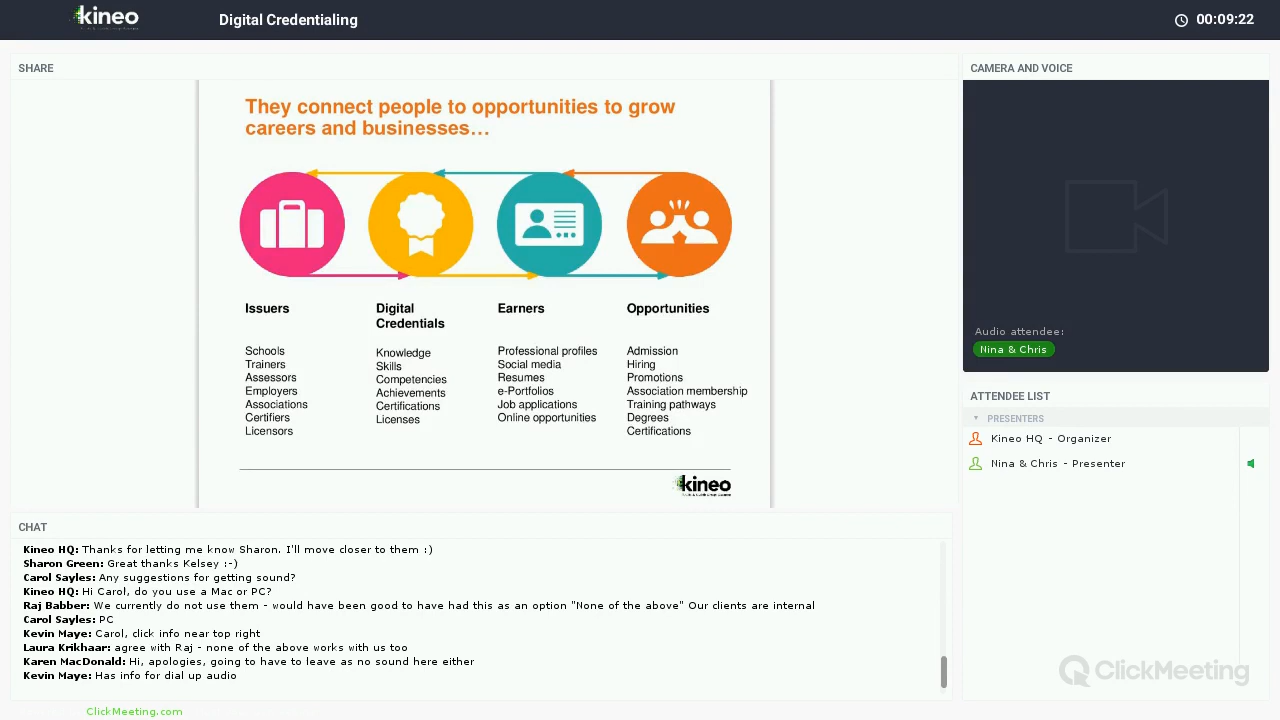 kineo
Digital Credentialing
00:09:22
SHARE
CAMERA AND VOICE
They connect people to opportunities to grow
careers and businesses…
Issuers
Schools
Trainers
Assessors
Employers
Associations
Certifiers
Licensors
Digital
Credentials
Knowledge
Skills
Competencies
Achievements
Certifications
Licenses
Earners
Professional profiles
Social media
Resumes
e-Portfolios
Job applications
Online opportunities
Opportunities
Admission
Hiring
Promotions
Association membership
Training pathways
Degrees
Certifications
kineo
Audio attendee:
Nina & Chris
ATTENDEE LIST
PRESENTERS
Kineo HQ - Organizer
Nina & Chris - Presenter
CHAT
Kineo HQ: Thanks for letting me know Sharon. I'll move closer to them :)
Sharon Green: Great thanks Kelsey :-)
Carol Sayles: Any suggestions for getting sound?
Kineo HQ: Hi Carol, do you use a Mac or PC?
Raj Babber: We currently do not use them - would have been good to have had this as an option "None of the above" Our clients are internal
Carol Sayles: PC
Kevin Maye: Carol, click info near top right
Laura Krikhaar: agree with Raj - none of the above works with us too
Karen MacDonald: Hi, apologies, going to have to leave as no sound here either
Kevin Maye: Has info for dial up audio
ClickMeeting
ClickMeeting.com